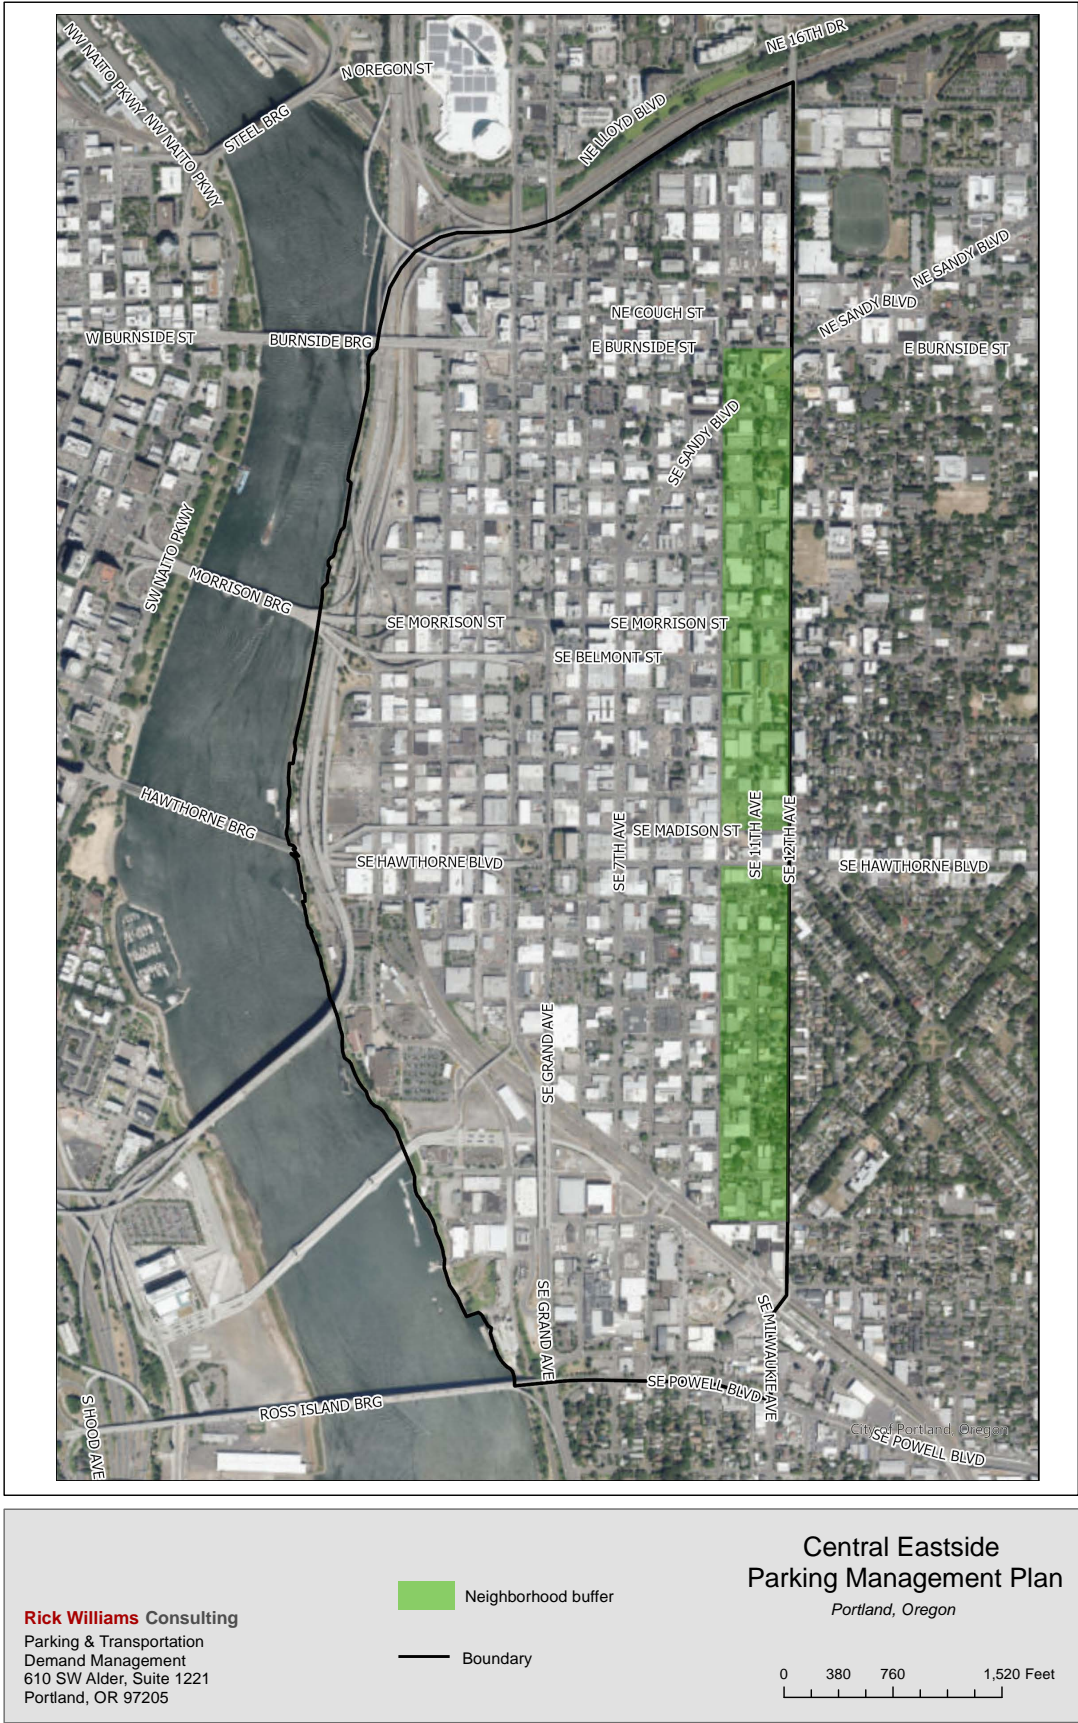 NW NAITO PKWY
NW NAITO PKWY
STEEL BRG
N OREGON ST
NE 16TH DR
NE LLOYD BLVD
NE SANDY BLVD
NE SANDY BLVD
NE COUCH ST
W BURNSIDE ST
BURNSIDE BRG
E BURNSIDE ST
E BURNSIDE ST
SE SANDY BLVD
SW NAITO PKWY
MORRISON BRG
SE MORRISON ST
SE MORRISON ST
SE BELMONT ST
HAWTHORNE BRG
SE 7TH AVE
SE MADISON ST
SE 11TH AVE
SE 12TH AVE
SE HAWTHORNE BLVD
SE HAWTHORNE BLVD
SE GRAND AVE
SE GRAND AVE
SE MILWAUKIE AVE
SE POWELL BLVD
S HOOD AVE
ROSS ISLAND BRG
City of Portland, Oregon
SE POWELL BLVD
Central Eastside
Parking Management Plan
Portland, Oregon
Neighborhood buffer
Boundary
Rick Williams Consulting
Parking & Transportation
Demand Management
610 SW Alder, Suite 1221
Portland, OR 97205
0 380 760 1,520 Feet